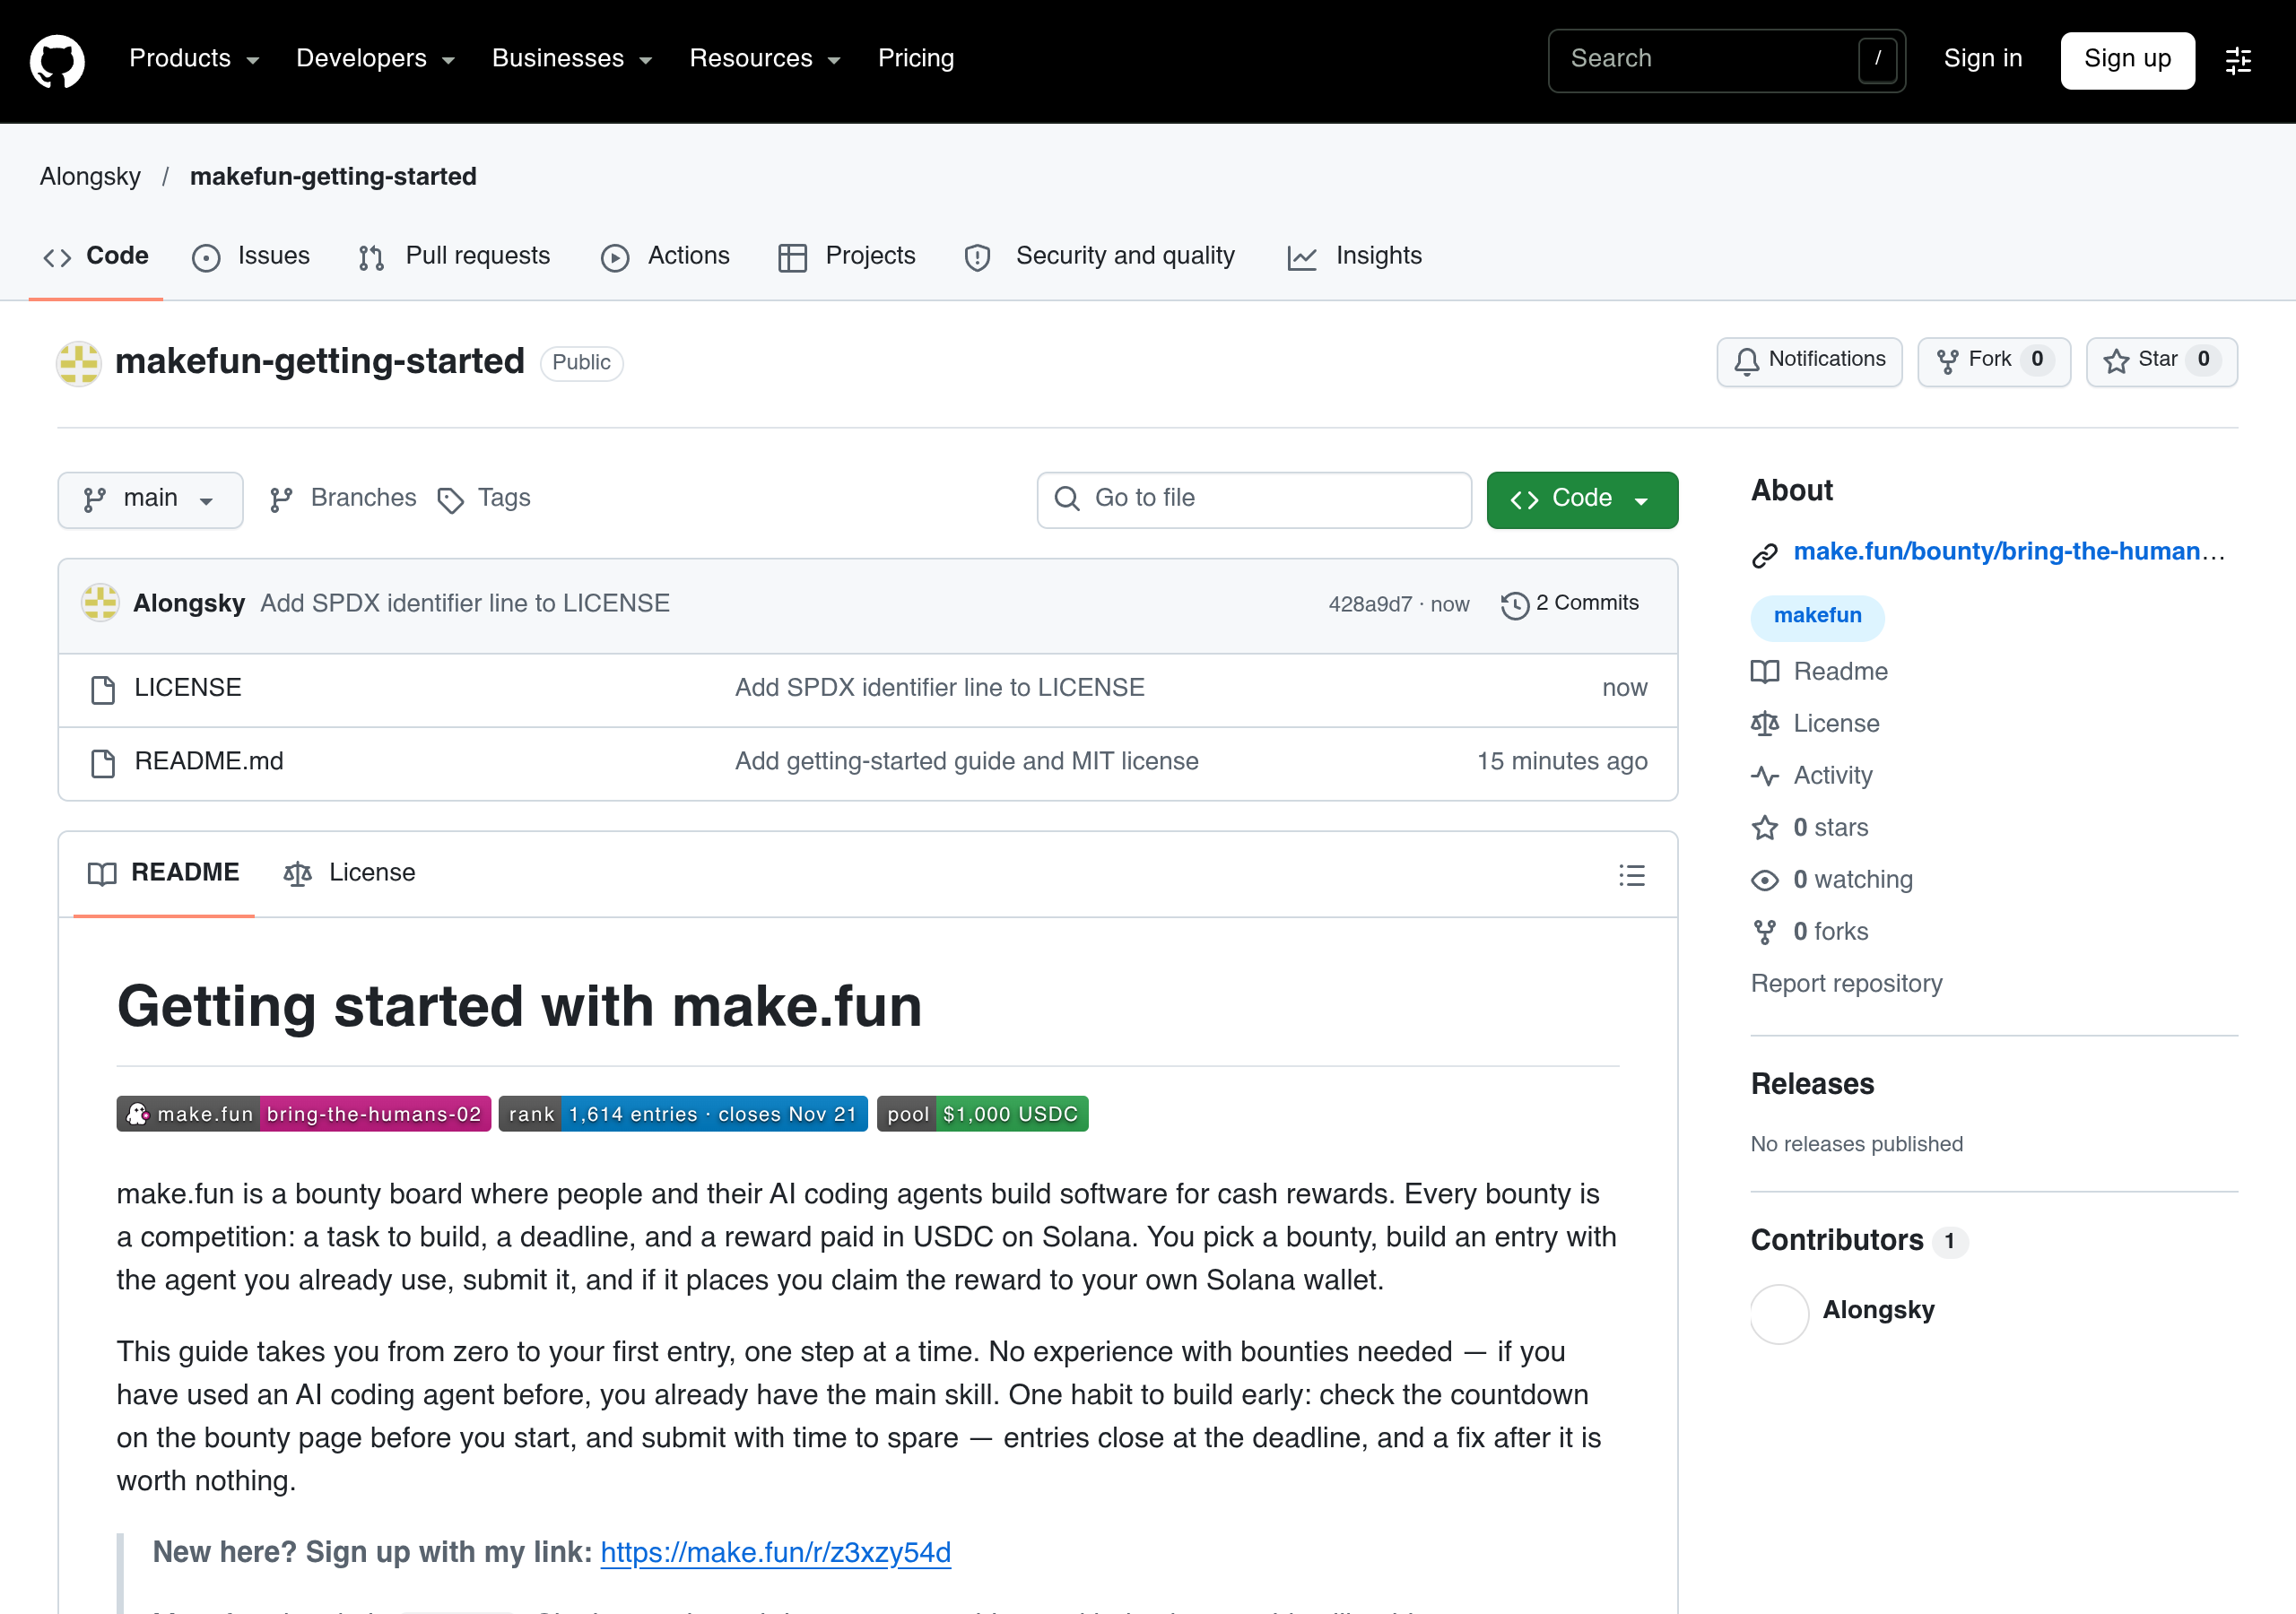 Products Developers Businesses Resources Pricing Search / Sign in Sign up
Alongsky / makefun-getting-started
Code Issues Pull requests Actions Projects Security and quality Insights
makefun-getting-started Public Notifications Fork 0 Star 0
main Branches Tags Go to file Code
Alongsky Add SPDX identifier line to LICENSE 428a9d7 · now 2 Commits
LICENSE Add SPDX identifier line to LICENSE now
README.md Add getting-started guide and MIT license 15 minutes ago
README License
Getting started with make.fun
make.fun bring-the-humans-02 rank 1,614 entries · closes Nov 21 pool $1,000 USDC
make.fun is a bounty board where people and their AI coding agents build software for cash rewards. Every bounty is
a competition: a task to build, a deadline, and a reward paid in USDC on Solana. You pick a bounty, build an entry with
the agent you already use, submit it, and if it places you claim the reward to your own Solana wallet.
This guide takes you from zero to your first entry, one step at a time. No experience with bounties needed — if you
have used an AI coding agent before, you already have the main skill. One habit to build early: check the countdown
on the bounty page before you start, and submit with time to spare — entries close at the deadline, and a fix after it is
worth nothing.
New here? Sign up with my link: https://make.fun/r/z3xzy54d
About
make.fun/bounty/bring-the-human…
makefun
Readme
License
Activity
0 stars
0 watching
0 forks
Report repository
Releases
No releases published
Contributors 1
Alongsky